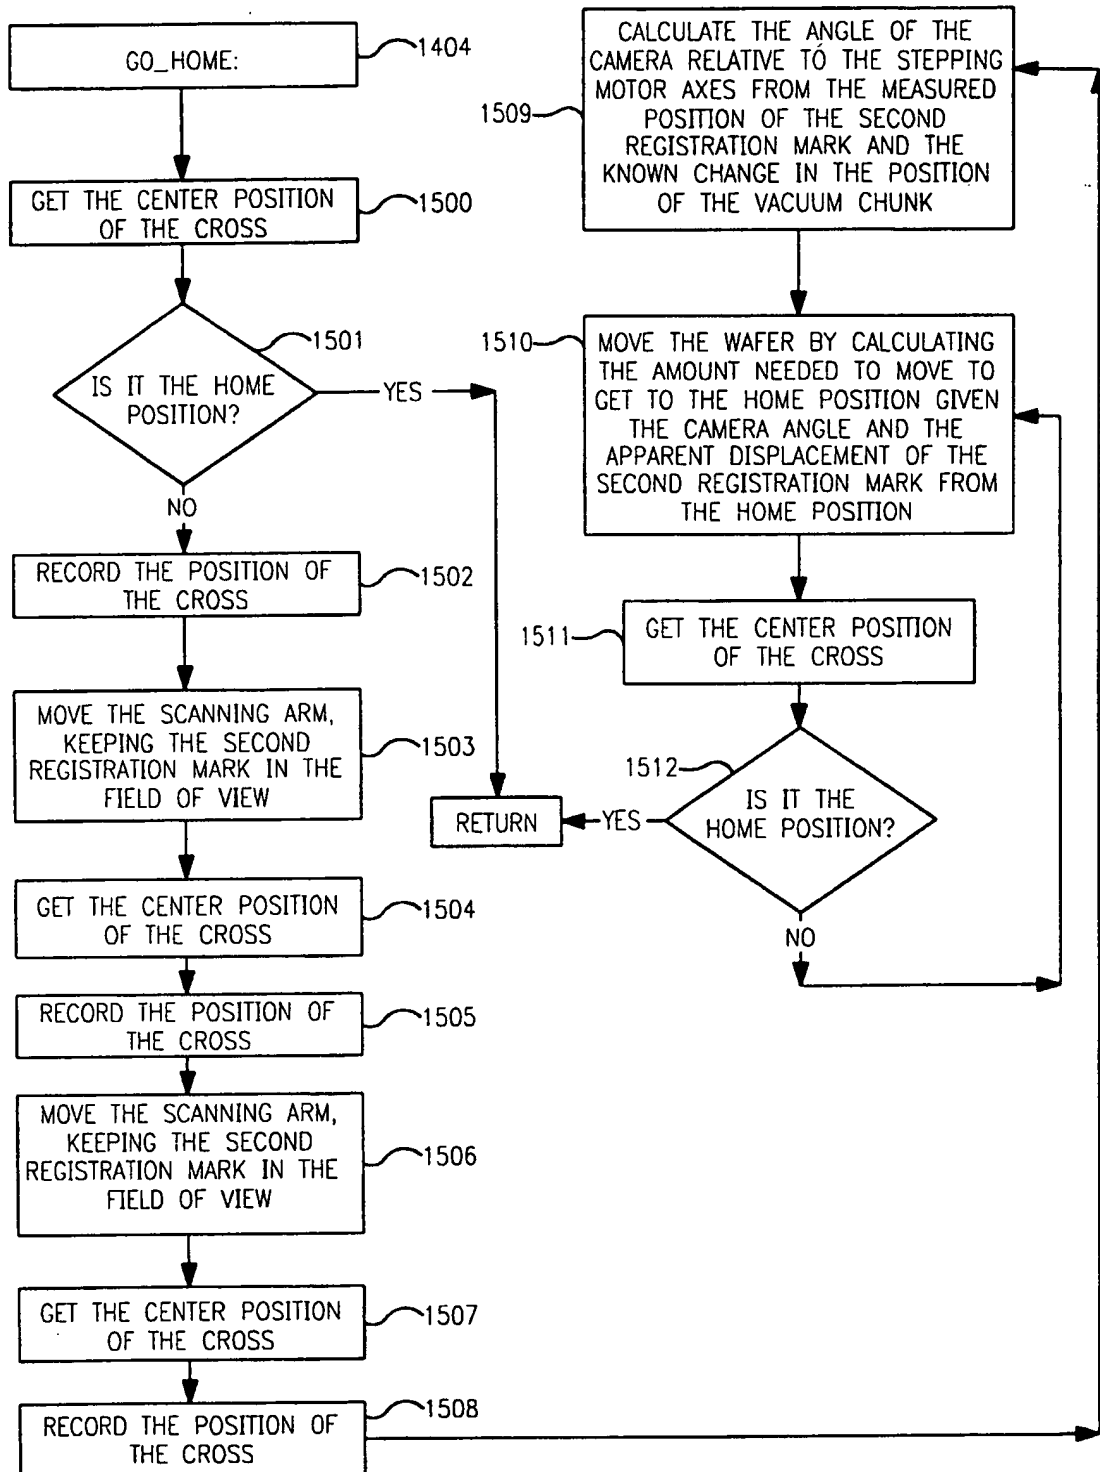 GO_HOME:
1404
GET THE CENTER POSITION
OF THE CROSS
1500
IS IT THE HOME
POSITION?
1501
YES
NO
RECORD THE POSITION OF
THE CROSS
1502
MOVE THE SCANNING ARM,
KEEPING THE SECOND
REGISTRATION MARK IN THE
FIELD OF VIEW
1503
GET THE CENTER POSITION
OF THE CROSS
1504
RECORD THE POSITION OF
THE CROSS
1505
MOVE THE SCANNING ARM,
KEEPING THE SECOND
REGISTRATION MARK IN THE
FIELD OF VIEW
1506
GET THE CENTER POSITION
OF THE CROSS
1507
RECORD THE POSITION OF
THE CROSS
1508
CALCULATE THE ANGLE OF THE
CAMERA RELATIVE TO THE STEPPING
MOTOR AXES FROM THE MEASURED
POSITION OF THE SECOND
REGISTRATION MARK AND THE
KNOWN CHANGE IN THE POSITION
OF THE VACUUM CHUNK
1509
MOVE THE WAFER BY CALCULATING
THE AMOUNT NEEDED TO MOVE TO
GET TO THE HOME POSITION GIVEN
THE CAMERA ANGLE AND THE
APPARENT DISPLACEMENT OF THE
SECOND REGISTRATION MARK FROM
THE HOME POSITION
1510
GET THE CENTER POSITION
OF THE CROSS
1511
IS IT THE
HOME POSITION?
1512
YES
RETURN
NO